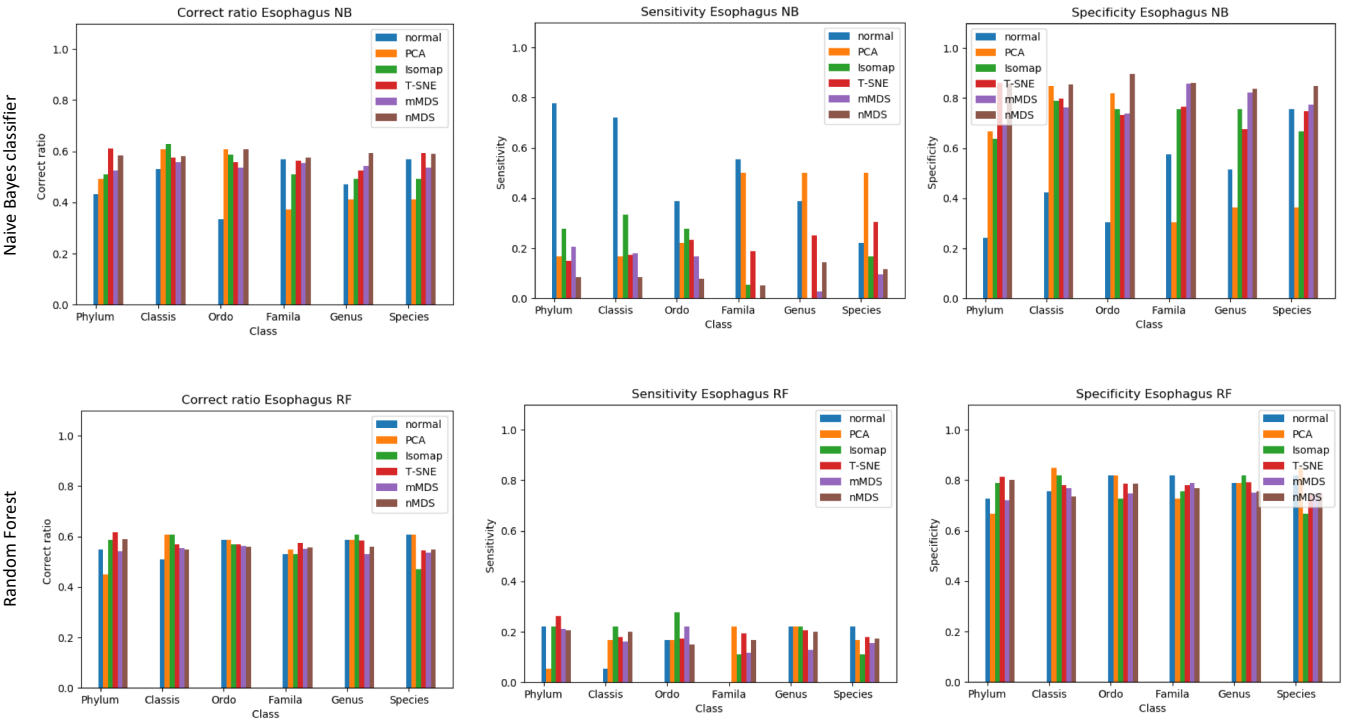 Naive Bayes classifier
Correct ratio Esophagus NB
Correct ratio
1.0
0.8
0.6
0.4
0.2
0.0
normal
PCA
Isomap
T-SNE
mMDS
nMDS
Phylum Classis Ordo Famila Genus Species
Class
Sensitivity Esophagus NB
Sensitivity
1.0
0.8
0.6
0.4
0.2
0.0
normal
PCA
Isomap
T-SNE
mMDS
nMDS
Phylum Classis Ordo Famila Genus Species
Class
Specificity Esophagus NB
Specificity
1.0
0.8
0.6
0.4
0.2
0.0
normal
PCA
Isomap
T-SNE
mMDS
nMDS
Phylum Classis Ordo Famila Genus Species
Class
Random Forest
Correct ratio Esophagus RF
Correct ratio
1.0
0.8
0.6
0.4
0.2
0.0
normal
PCA
Isomap
T-SNE
mMDS
nMDS
Phylum Classis Ordo Famila Genus Species
Class
Sensitivity Esophagus RF
Sensitivity
1.0
0.8
0.6
0.4
0.2
0.0
normal
PCA
Isomap
T-SNE
mMDS
nMDS
Phylum Classis Ordo Famila Genus Species
Class
Specificity Esophagus RF
Specificity
1.0
0.8
0.6
0.4
0.2
0.0
normal
PCA
Isomap
T-SNE
mMDS
nMDS
Phylum Classis Ordo Famila Genus Species
Class